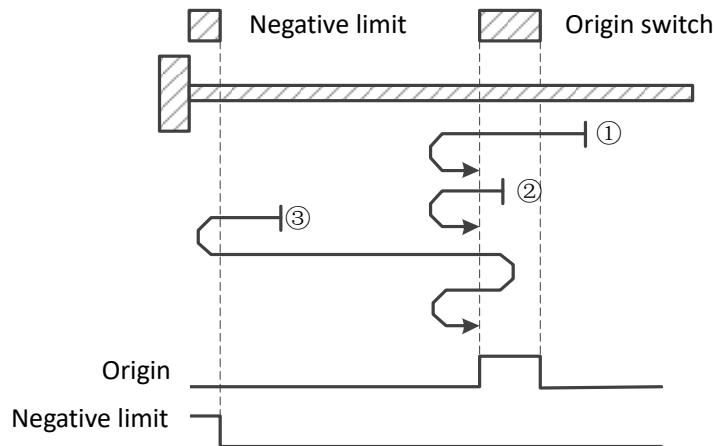 Negative limit
Origin switch
①
②
③
Origin
Negative limit